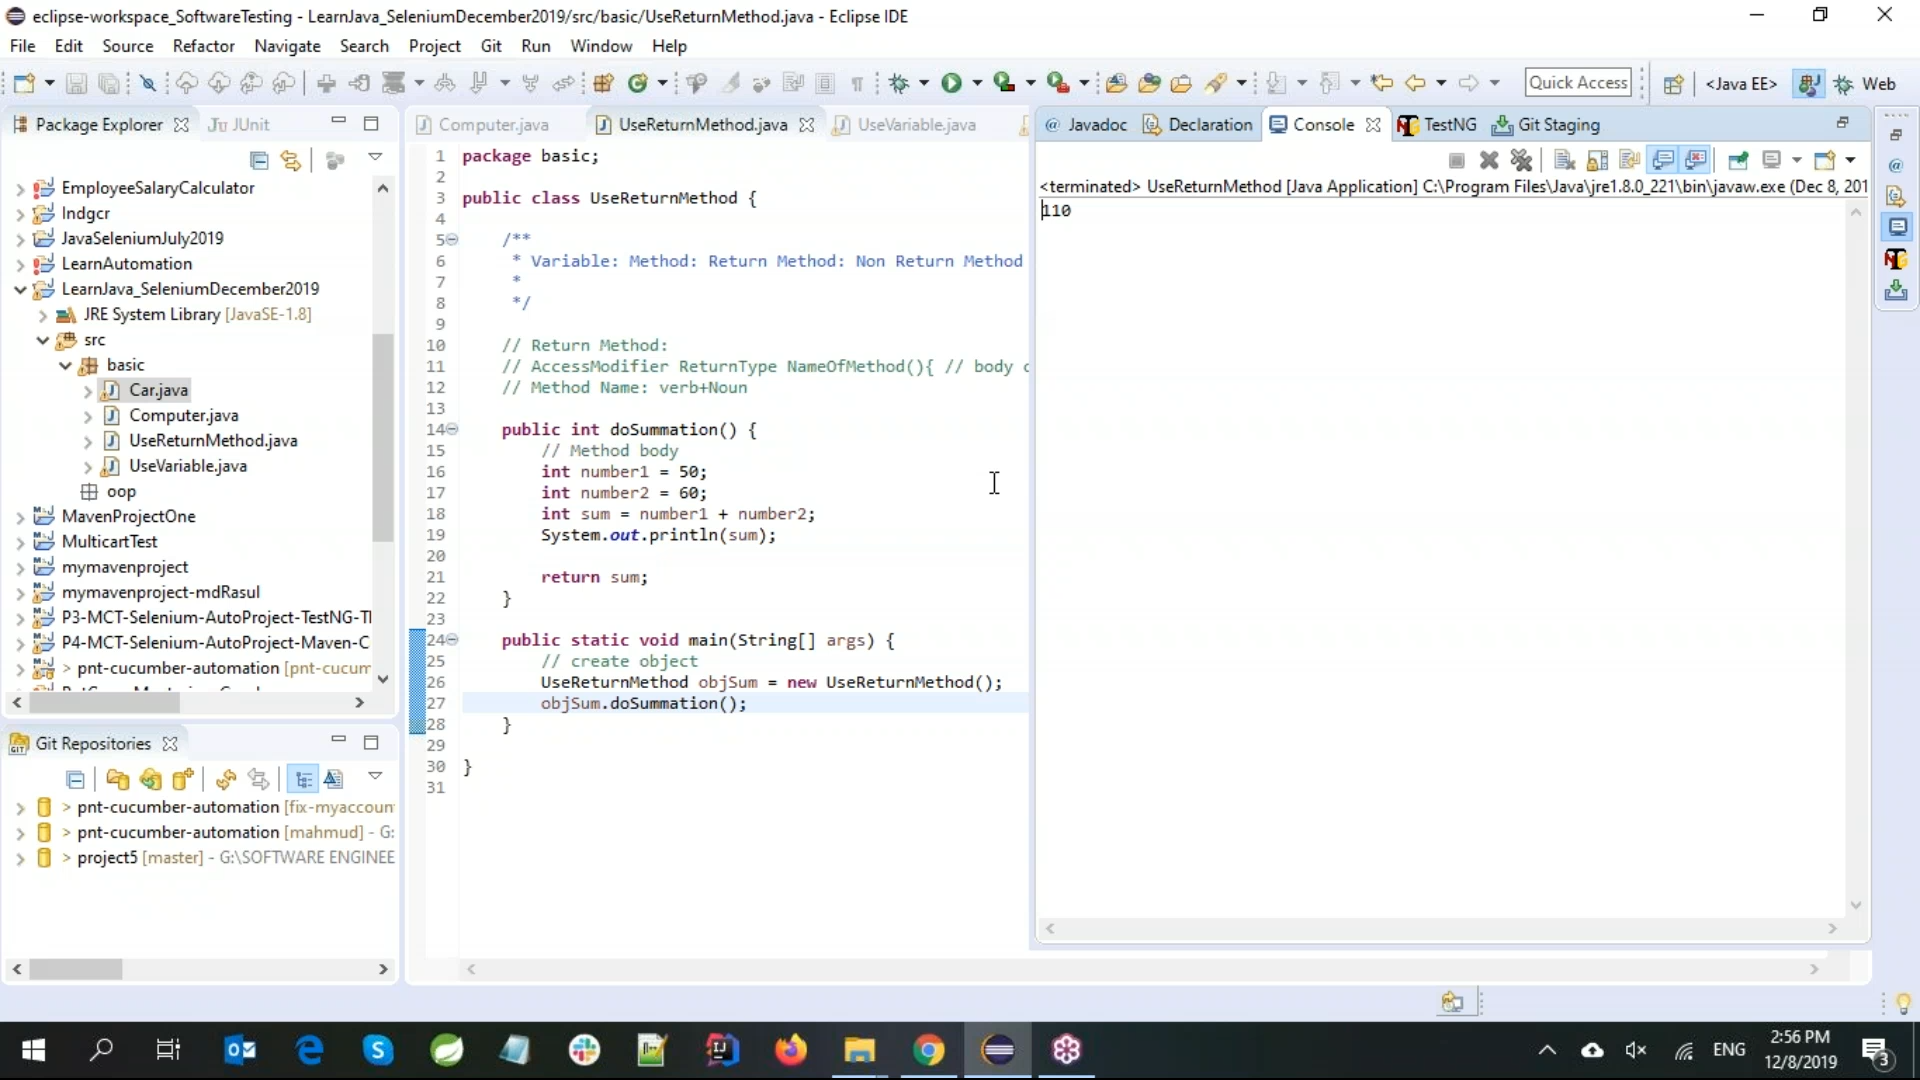 eclipse-workspace_SoftwareTesting - LearnJava_SeleniumDecember2019/src/basic/UseReturnMethod.java - Eclipse IDE
File Edit Source Refactor Navigate Search Project Git Run Window Help
Quick Access <Java EE> Web
Package Explorer JUnit
EmployeeSalaryCalculator
Indgcr
JavaSeleniumJuly2019
LearnAutomation
LearnJava_SeleniumDecember2019
JRE System Library [JavaSE-1.8]
src
basic
Car.java
Computer.java
UseReturnMethod.java
UseVariable.java
oop
MavenProjectOne
MulticartTest
mymavenproject
mymavenproject-mdRasul
P3-MCT-Selenium-AutoProject-TestNG-
P4-MCT-Selenium-AutoProject-Maven-C
> pnt-cucumber-automation [pnt-cucum
Git Repositories
> pnt-cucumber-automation [fix-myaccoun
> pnt-cucumber-automation [mahmud] - G:
> project5 [master] - G:\SOFTWARE ENGINEE
Computer.java UseReturnMethod.java UseVariable.java
1 package basic;
2
3 public class UseReturnMethod {
4
5 /**
6 * Variable: Method: Return Method: Non Return Method
7 *
8 */
9
10 // Return Method:
11 // AccessModifier ReturnType NameOfMethod(){ // body
12 // Method Name: verb+Noun
13
14 public int doSummation() {
15 // Method body
16 int number1 = 50;
17 int number2 = 60;
18 int sum = number1 + number2;
19 System.out.println(sum);
20
21 return sum;
22 }
23
24 public static void main(String[] args) {
25 // create object
26 UseReturnMethod objSum = new UseReturnMethod();
27 objSum.doSummation();
28 }
29
30 }
31
@ Javadoc Declaration Console TestNG Git Staging
<terminated> UseReturnMethod [Java Application] C:\Program Files\Java\jre1.8.0_221\bin\javaw.exe (Dec 8, 201
110
ENG
2:56 PM
12/8/2019
3